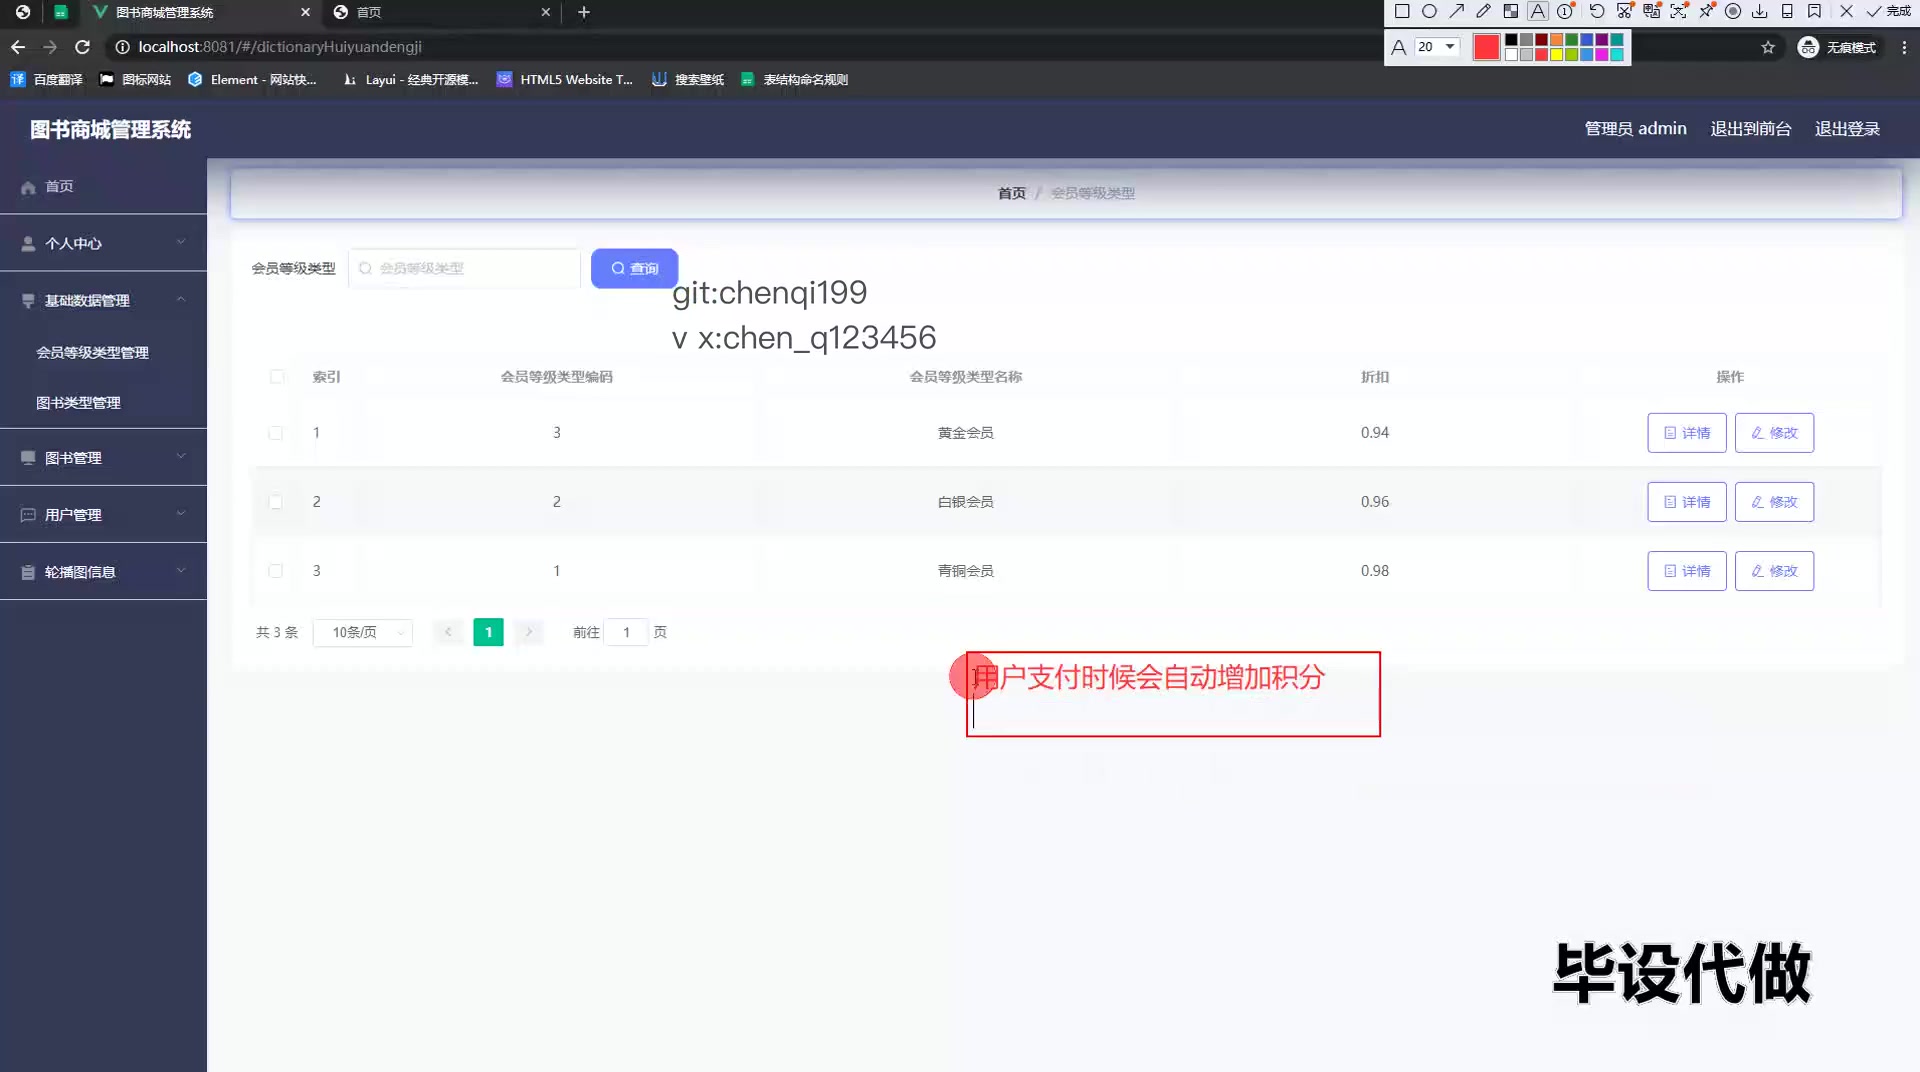 图书商城管理系统
首页
完成
localhost:8081/#/dictionaryHuiyuandengji
A 20
无痕模式
百度翻译
图标网站
Element - 网站快...
Layui - 经典开源模...
HTML5 Website T...
搜索壁纸
表结构命名规则
图书商城管理系统
管理员 admin
退出到前台
退出登录
首页
个人中心
基础数据管理
会员等级类型管理
图书类型管理
图书管理
用户管理
轮播图信息
首页 / 会员等级类型
会员等级类型 会员等级类型 查询
git:chenqi199
v x:chen_q123456
索引 会员等级类型编码 会员等级类型名称 折扣 操作
1 3 黄金会员 0.94 详情 修改
2 2 白银会员 0.96 详情 修改
3 1 青铜会员 0.98 详情 修改
共 3 条 10条/页 1 前往 1 页
用户支付时候会自动增加积分
毕设代做